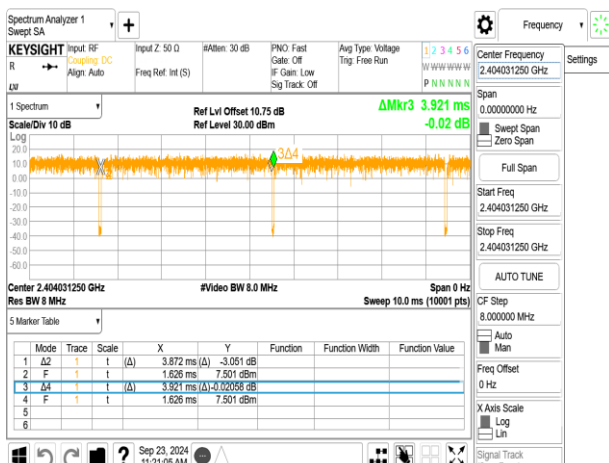 Spectrum Analyzer 1
Swept SA
Frequency
KEYSIGHT Input: RF Input Z: 50 Ω #Atten: 30 dB PNO: Fast Avg Type: Voltage 1 2 3 4 5 6
R Coupling: DC Gate: Off Trig: Free Run W W W W W W
Align: Auto Freq Ref: Int (S) IF Gain: Low
Sig Track: Off P N N N N N
LXI
1 Spectrum
Ref Lvl Offset 10.75 dB ΔMkr3 3.921 ms
Scale/Div 10 dB Ref Level 30.00 dBm -0.02 dB
Log
20.0
10.0
0.00
-10.0
-20.0
-30.0
-40.0
-50.0
-60.0
3Δ4
Center 2.404031250 GHz #Video BW 8.0 MHz Span 0 Hz
Res BW 8 MHz Sweep 10.0 ms (10001 pts)
5 Marker Table
Mode Trace Scale X Y Function Function Width Function Value
1 Δ2 1 t (Δ) 3.872 ms (Δ) -3.051 dB
2 F 1 t 1.626 ms 7.501 dBm
3 Δ4 1 t (Δ) 3.921 ms (Δ) -0.02058 dB
4 F 1 t 1.626 ms 7.501 dBm
5
6
Sep 23, 2024
11:21:05 AM
Center Frequency
2.404031250 GHz
Settings
Span
0.00000000 Hz
Swept Span
Zero Span
Full Span
Start Freq
2.404031250 GHz
Stop Freq
2.404031250 GHz
AUTO TUNE
CF Step
8.000000 MHz
Auto
Man
Freq Offset
0 Hz
X Axis Scale
Log
Lin
Signal Track